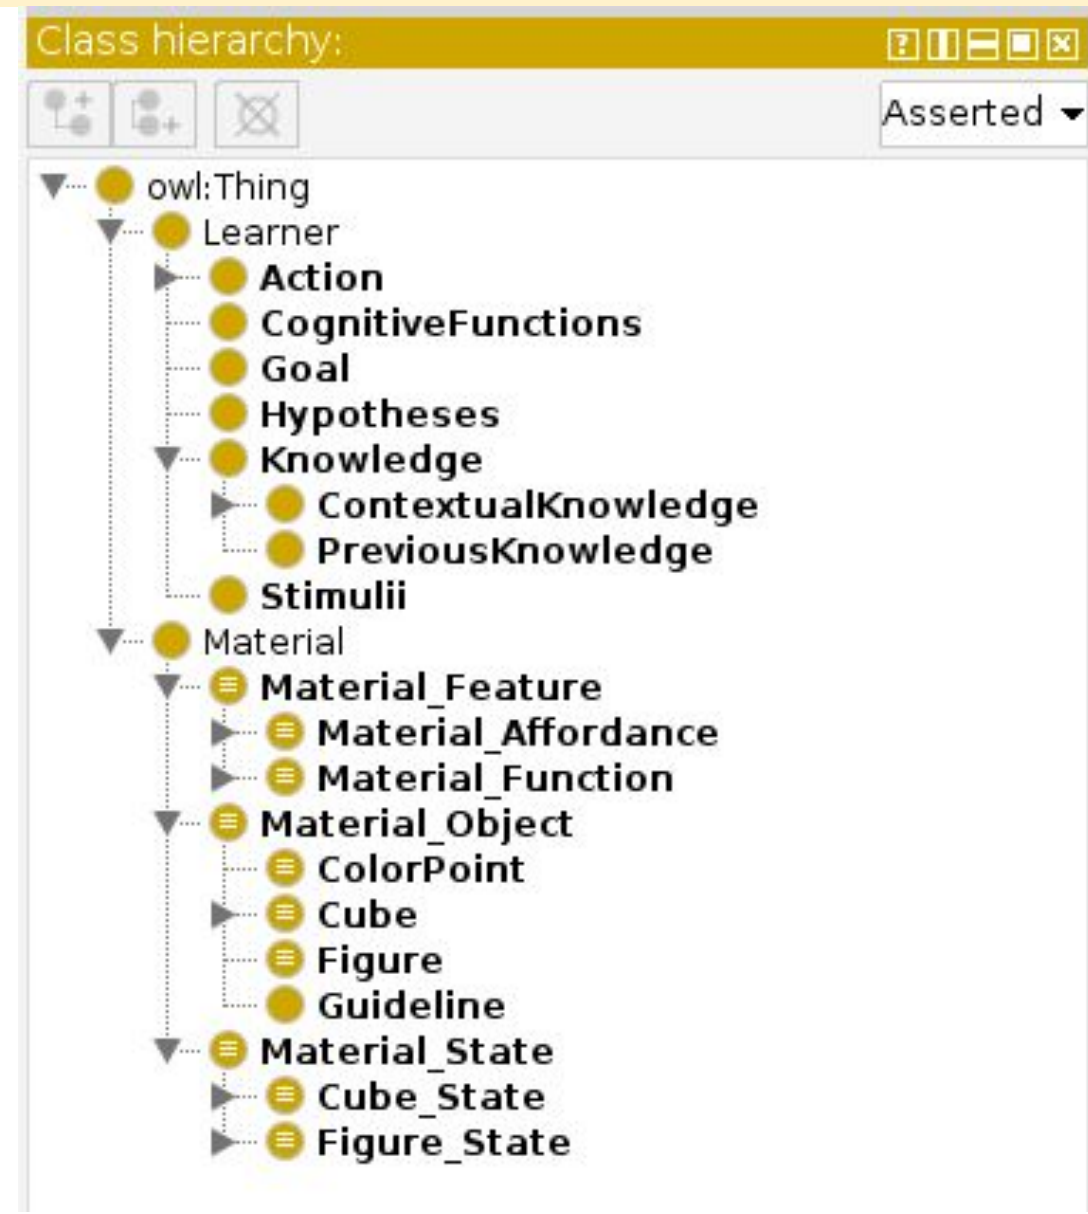 Class hierarchy:
Asserted
owl:Thing
Learner
Action
CognitiveFunctions
Goal
Hypotheses
Knowledge
ContextualKnowledge
PreviousKnowledge
Stimulii
Material
Material_Feature
Material_Affordance
Material_Function
Material_Object
ColorPoint
Cube
Figure
Guideline
Material_State
Cube_State
Figure_State